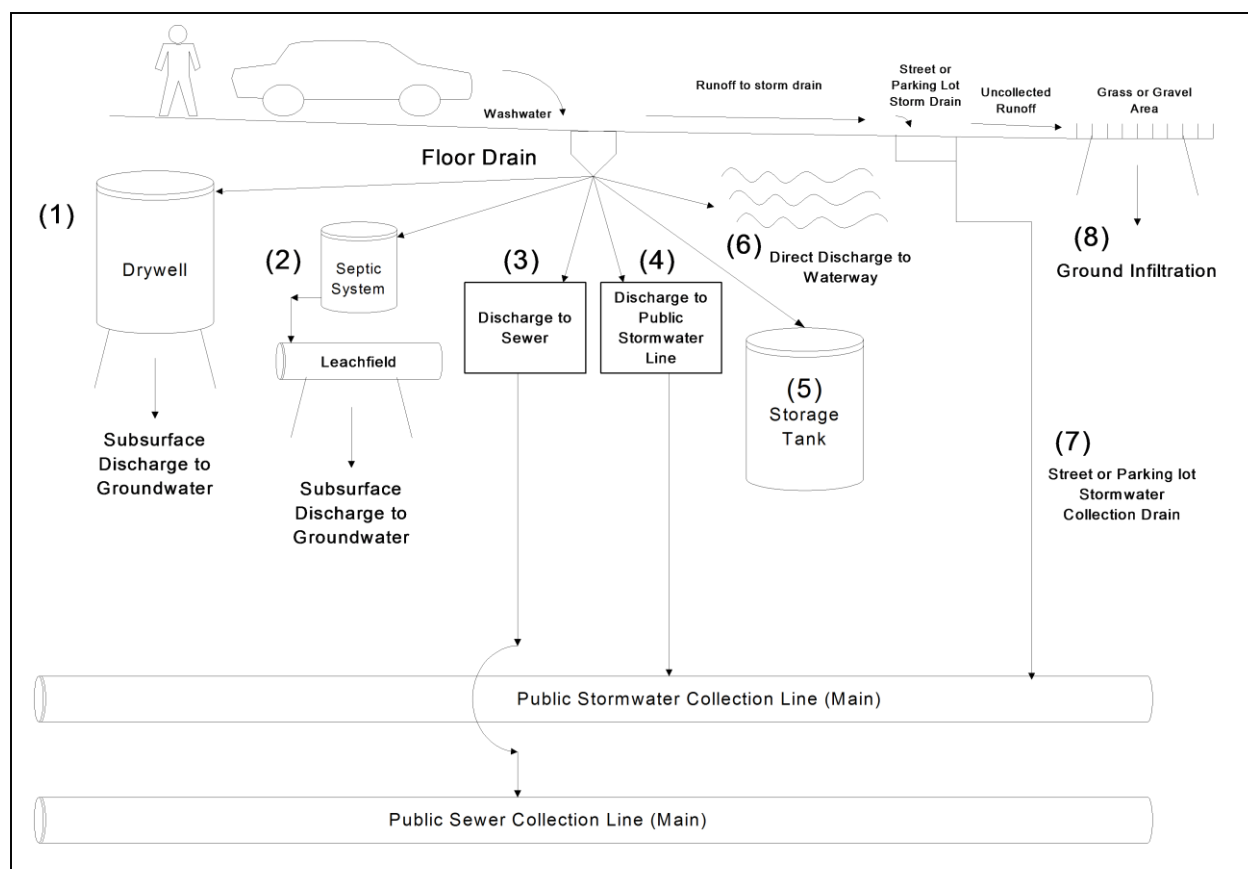 Washwater
Runoff to storm drain
Street or
Parking Lot
Storm Drain
Uncollected
Runoff
Grass or Gravel
Area
Floor Drain
(1)
Drywell
Subsurface
Discharge to
Groundwater
(2)
Septic
System
Leachfield
Subsurface
Discharge to
Groundwater
(3)
Discharge to
Sewer
(4)
Discharge to
Public
Stormwater
Line
(5)
Storage
Tank
(6)
Direct Discharge to
Waterway
(7)
Street or Parking lot
Stormwater
Collection Drain
(8)
Ground Infiltration
Public Stormwater Collection Line (Main)
Public Sewer Collection Line (Main)